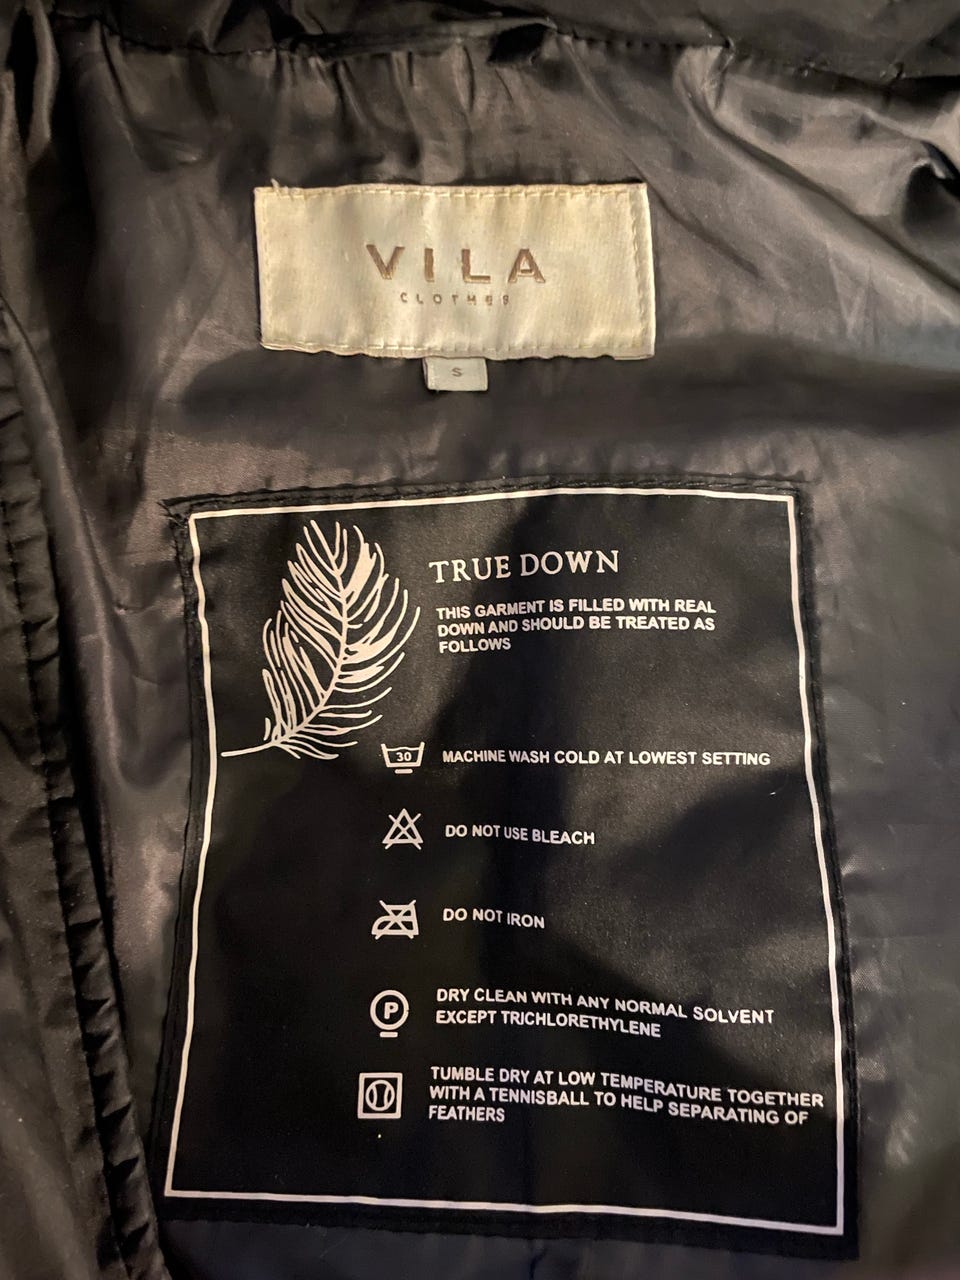 VILA
CLOTHES
S
TRUE DOWN
THIS GARMENT IS FILLED WITH REAL
DOWN AND SHOULD BE TREATED AS
FOLLOWS
30
MACHINE WASH COLD AT LOWEST SETTING
DO NOT USE BLEACH
DO NOT IRON
P
DRY CLEAN WITH ANY NORMAL SOLVENT
EXCEPT TRICHLORETHYLENE
TUMBLE DRY AT LOW TEMPERATURE TOGETHER
WITH A TENNISBALL TO HELP SEPARATING OF
FEATHERS